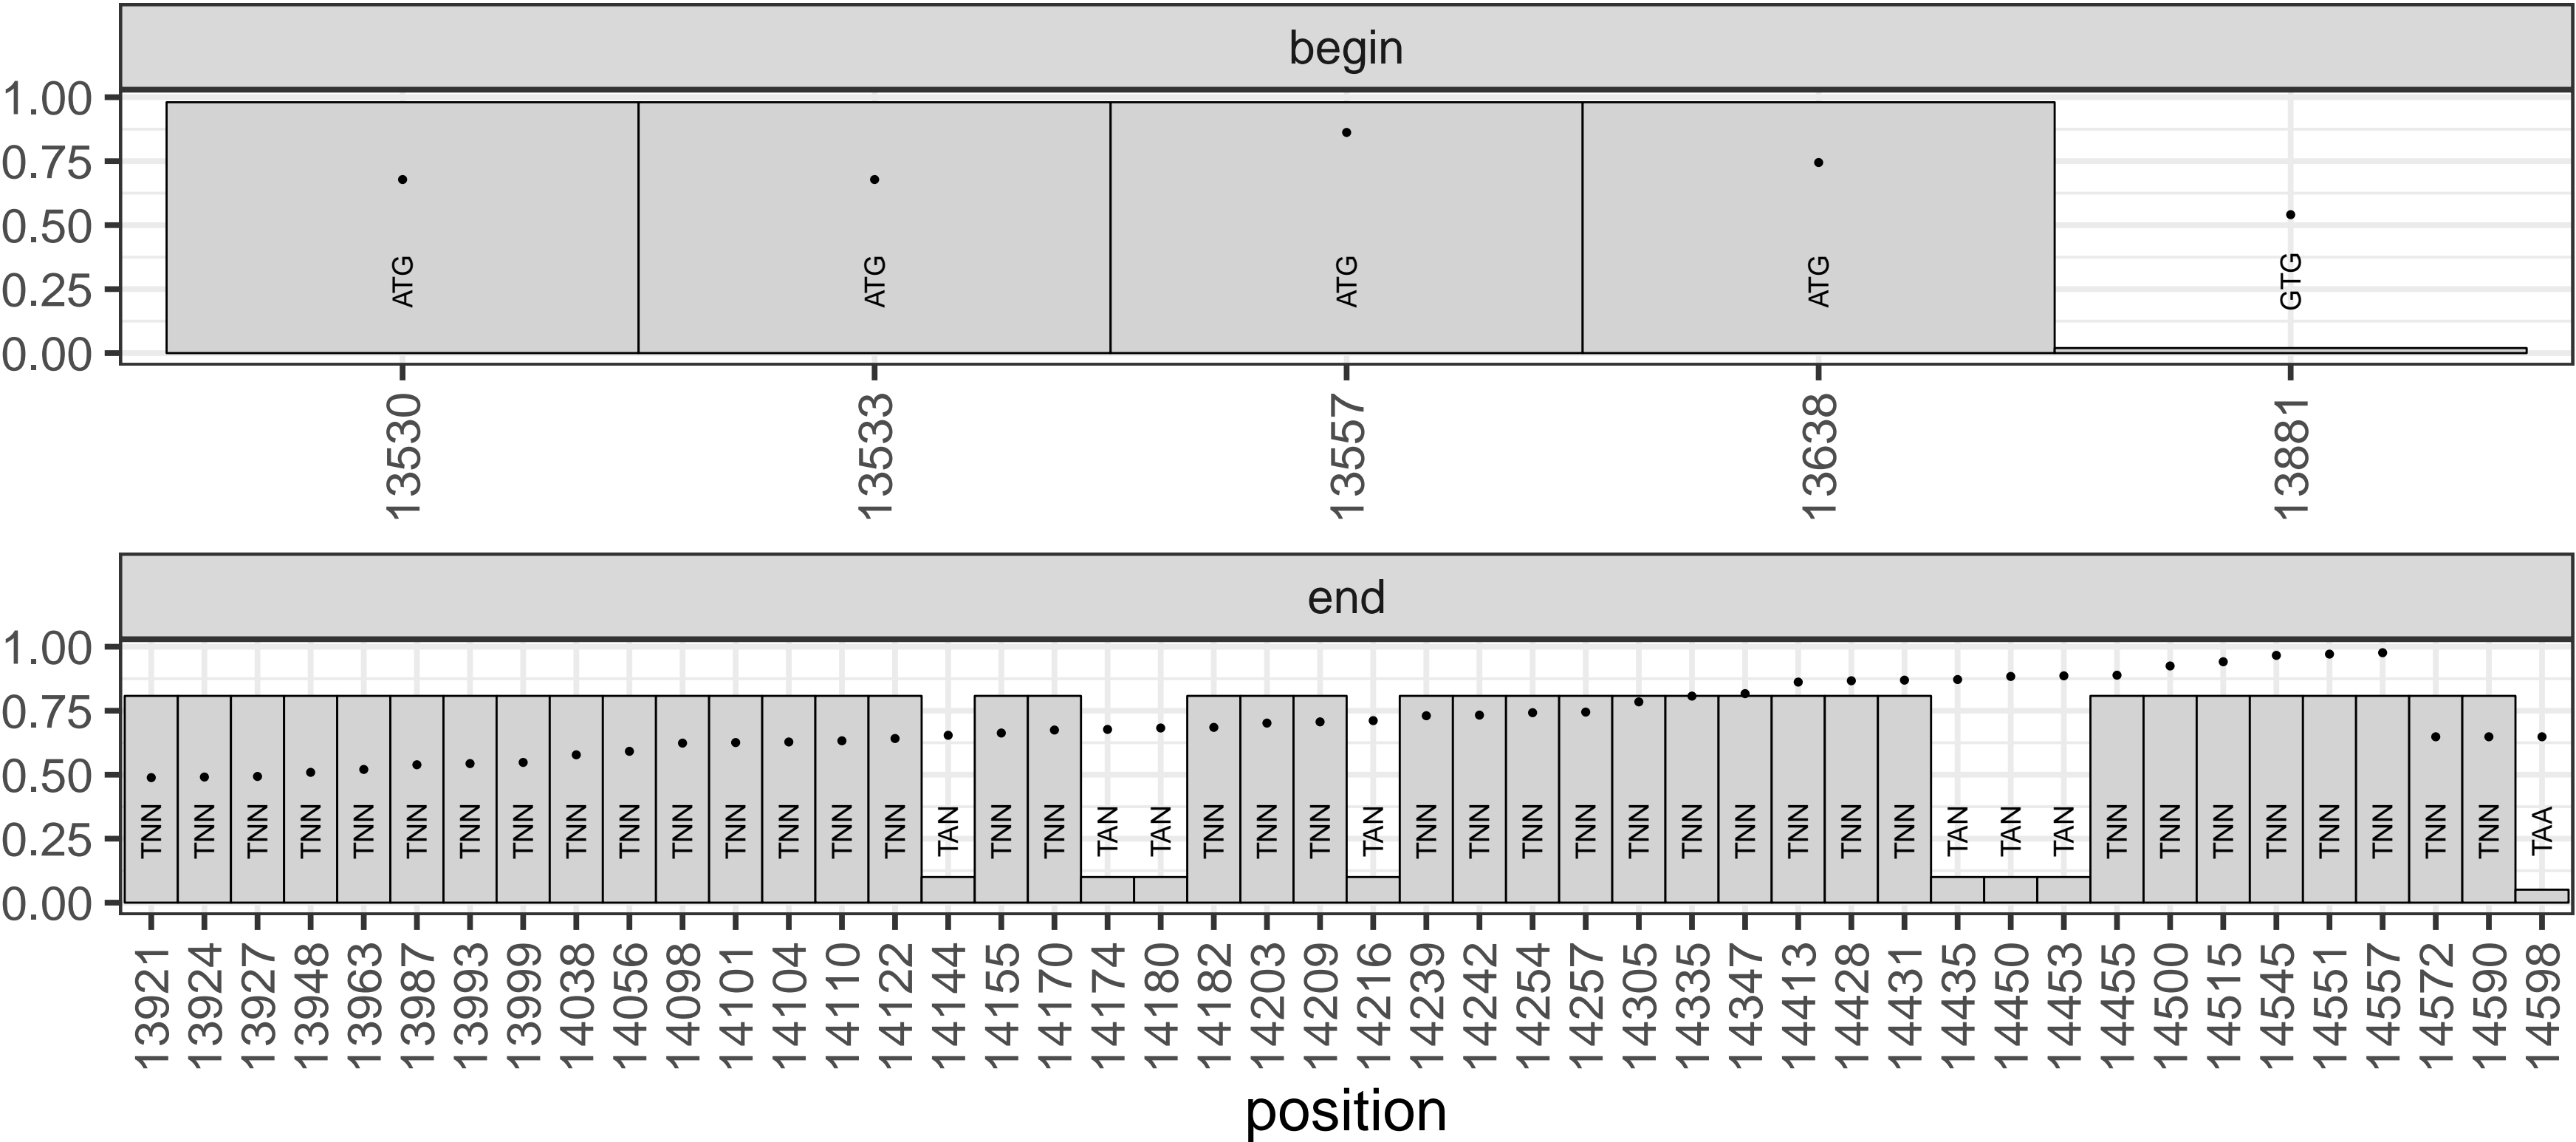 begin
1.00
0.75
0.50
0.25
0.00
ATG ATG ATG ATG GTG
13530 13533 13557 13638 13881
end
1.00
0.75
0.50
0.25
0.00
TNN TNN TNN TNN TNN TNN TNN TNN TNN TNN TNN TNN TNN TNN TNN TAN TNN TNN TAN TAN TNN TNN TNN TAN TNN TNN TNN TNN TNN TNN TNN TNN TNN TNN TAN TAN TAN TNN TNN TNN TNN TNN TNN TNN TNN TAA
13921 13924 13927 13948 13963 13987 13993 13999 14038 14056 14098 14101 14104 14110 14122 14144 14155 14170 14174 14180 14182 14203 14209 14216 14239 14242 14254 14257 14305 14335 14347 14413 14428 14431 14435 14450 14453 14455 14500 14515 14545 14551 14557 14572 14590 14598
position